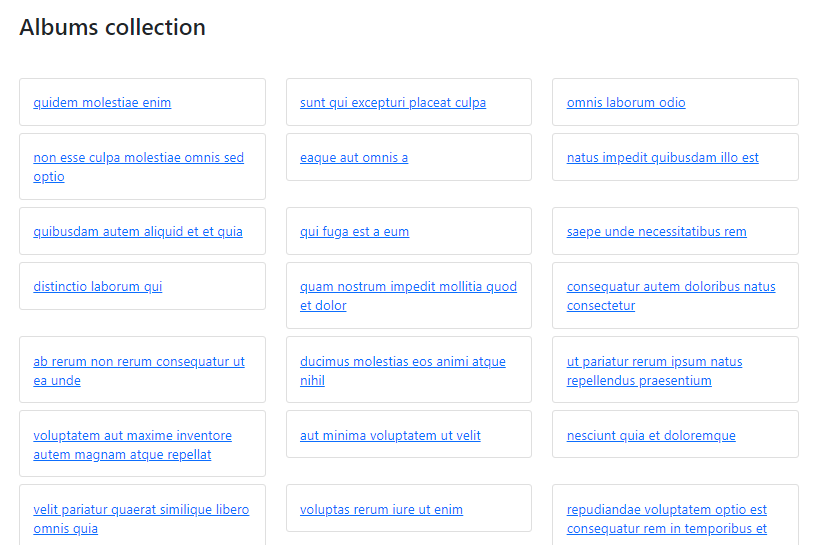 Albums collection
quidem molestiae enim
sunt qui excepturi placeat culpa
omnis laborum odio
non esse culpa molestiae omnis sed
optio
eaque aut omnis a
natus impedit quibusdam illo est
quibusdam autem aliquid et et quia
qui fuga est a eum
saepe unde necessitatibus rem
distinctio laborum qui
quam nostrum impedit mollitia quod
et dolor
consequatur autem doloribus natus
consectetur
ab rerum non rerum consequatur ut
ea unde
ducimus molestias eos animi atque
nihil
ut pariatur rerum ipsum natus
repellendus praesentium
voluptatem aut maxime inventore
autem magnam atque repellat
aut minima voluptatem ut velit
nesciunt quia et doloremque
velit pariatur quaerat similique libero
omnis quia
voluptas rerum iure ut enim
repudiandae voluptatem optio est
consequatur rem in temporibus et